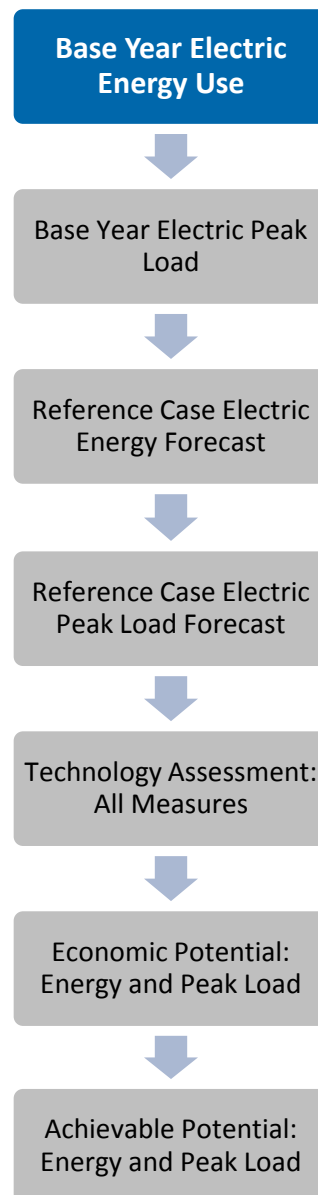 Base Year Electric
Energy Use
Base Year Electric Peak
Load
Reference Case Electric
Energy Forecast
Reference Case Electric
Peak Load Forecast
Technology Assessment:
All Measures
Economic Potential:
Energy and Peak Load
Achievable Potential:
Energy and Peak Load